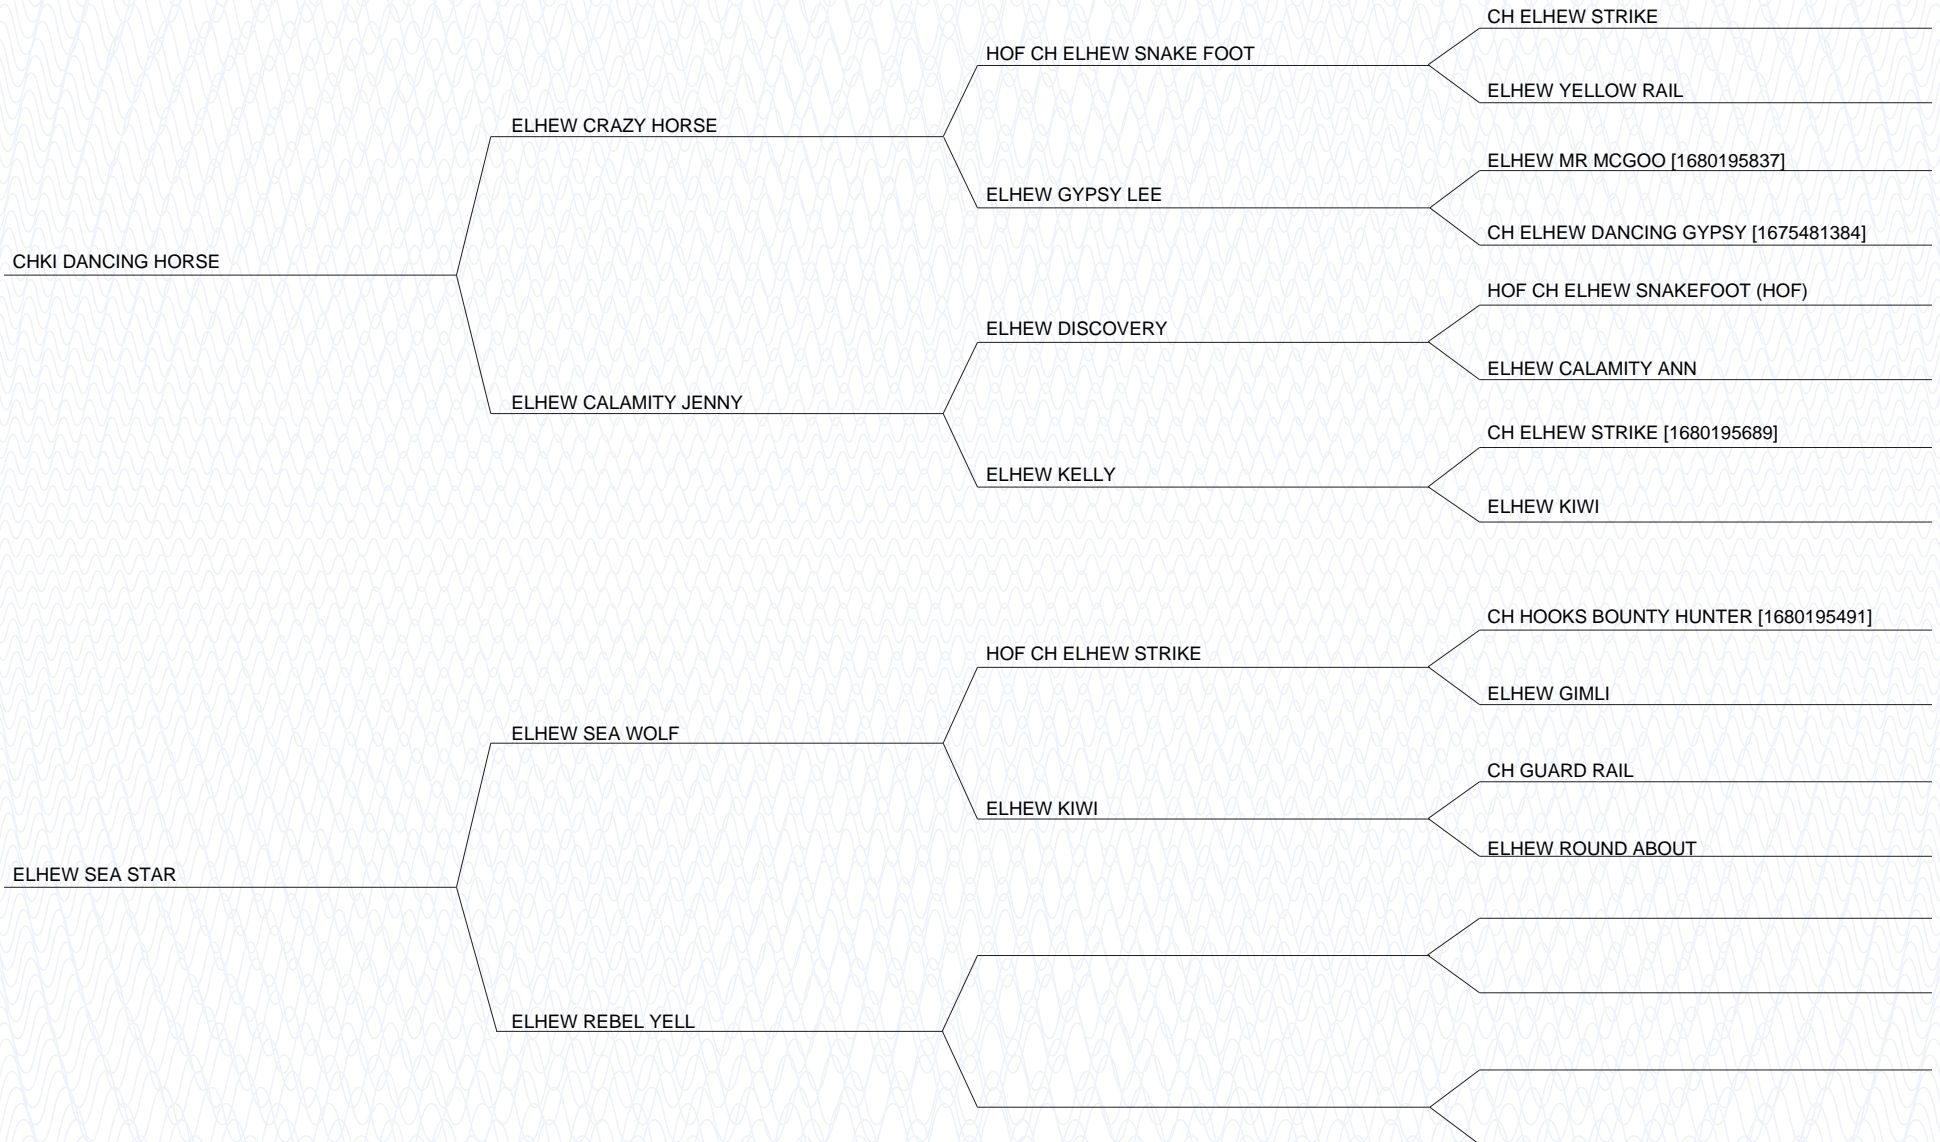 CH ELHEW STRIKE
HOF CH ELHEW SNAKE FOOT
ELHEW YELLOW RAIL
ELHEW CRAZY HORSE
ELHEW MR MCGOO [1680195837]
ELHEW GYPSY LEE
CH ELHEW DANCING GYPSY [1675481384]
CHKI DANCING HORSE
HOF CH ELHEW SNAKEFOOT (HOF)
ELHEW DISCOVERY
ELHEW CALAMITY ANN
ELHEW CALAMITY JENNY
CH ELHEW STRIKE [1680195689]
ELHEW KELLY
ELHEW KIWI
CH HOOKS BOUNTY HUNTER [1680195491]
HOF CH ELHEW STRIKE
ELHEW GIMLI
ELHEW SEA WOLF
CH GUARD RAIL
ELHEW KIWI
ELHEW ROUND ABOUT
ELHEW SEA STAR
ELHEW REBEL YELL